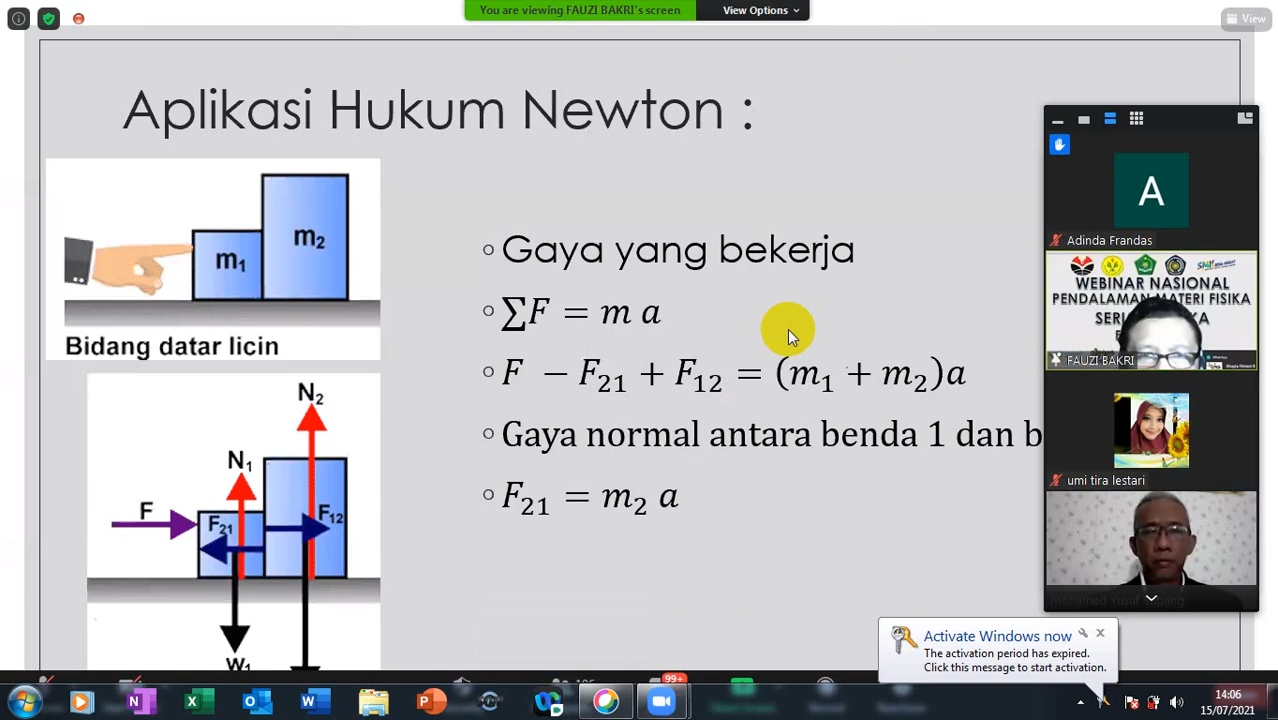 You are viewing FAUZI BAKRI's screen
View Options
View
Aplikasi Hukum Newton :
m₁
m₂
Bidang datar licin
◦ Gaya yang bekerja
◦ ∑F = m a
◦ F − F₂₁ + F₁₂ = (m₁ + m₂)a
◦ Gaya normal antara benda 1 dan b
◦ F₂₁ = m₂ a
N₂
N₁
F
F₂₁
F₁₂
W₁
A
Adinda Frandas
WEBINAR NASIONAL
PENDALAMAN MATERI FISIKA
FAUZI BAKRI
umi tira lestari
Activate Windows now
The activation period has expired.
Click this message to start activation.
99+
14:06
15/07/2021